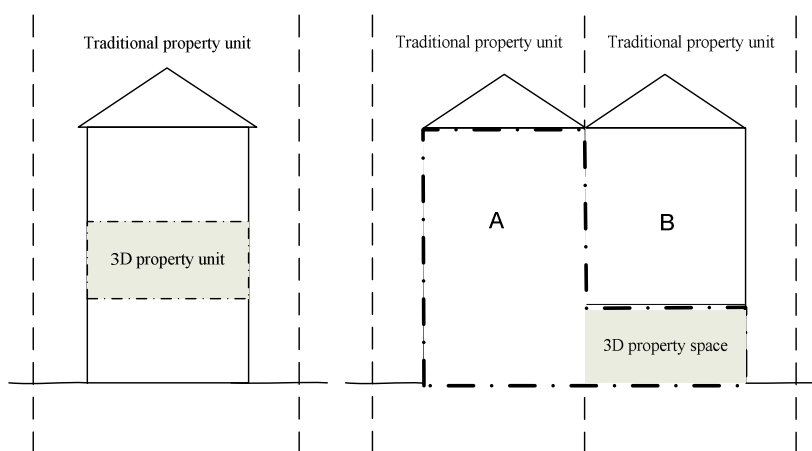 Traditional property unit
3D property unit
Traditional property unit
Traditional property unit
A
B
3D property space